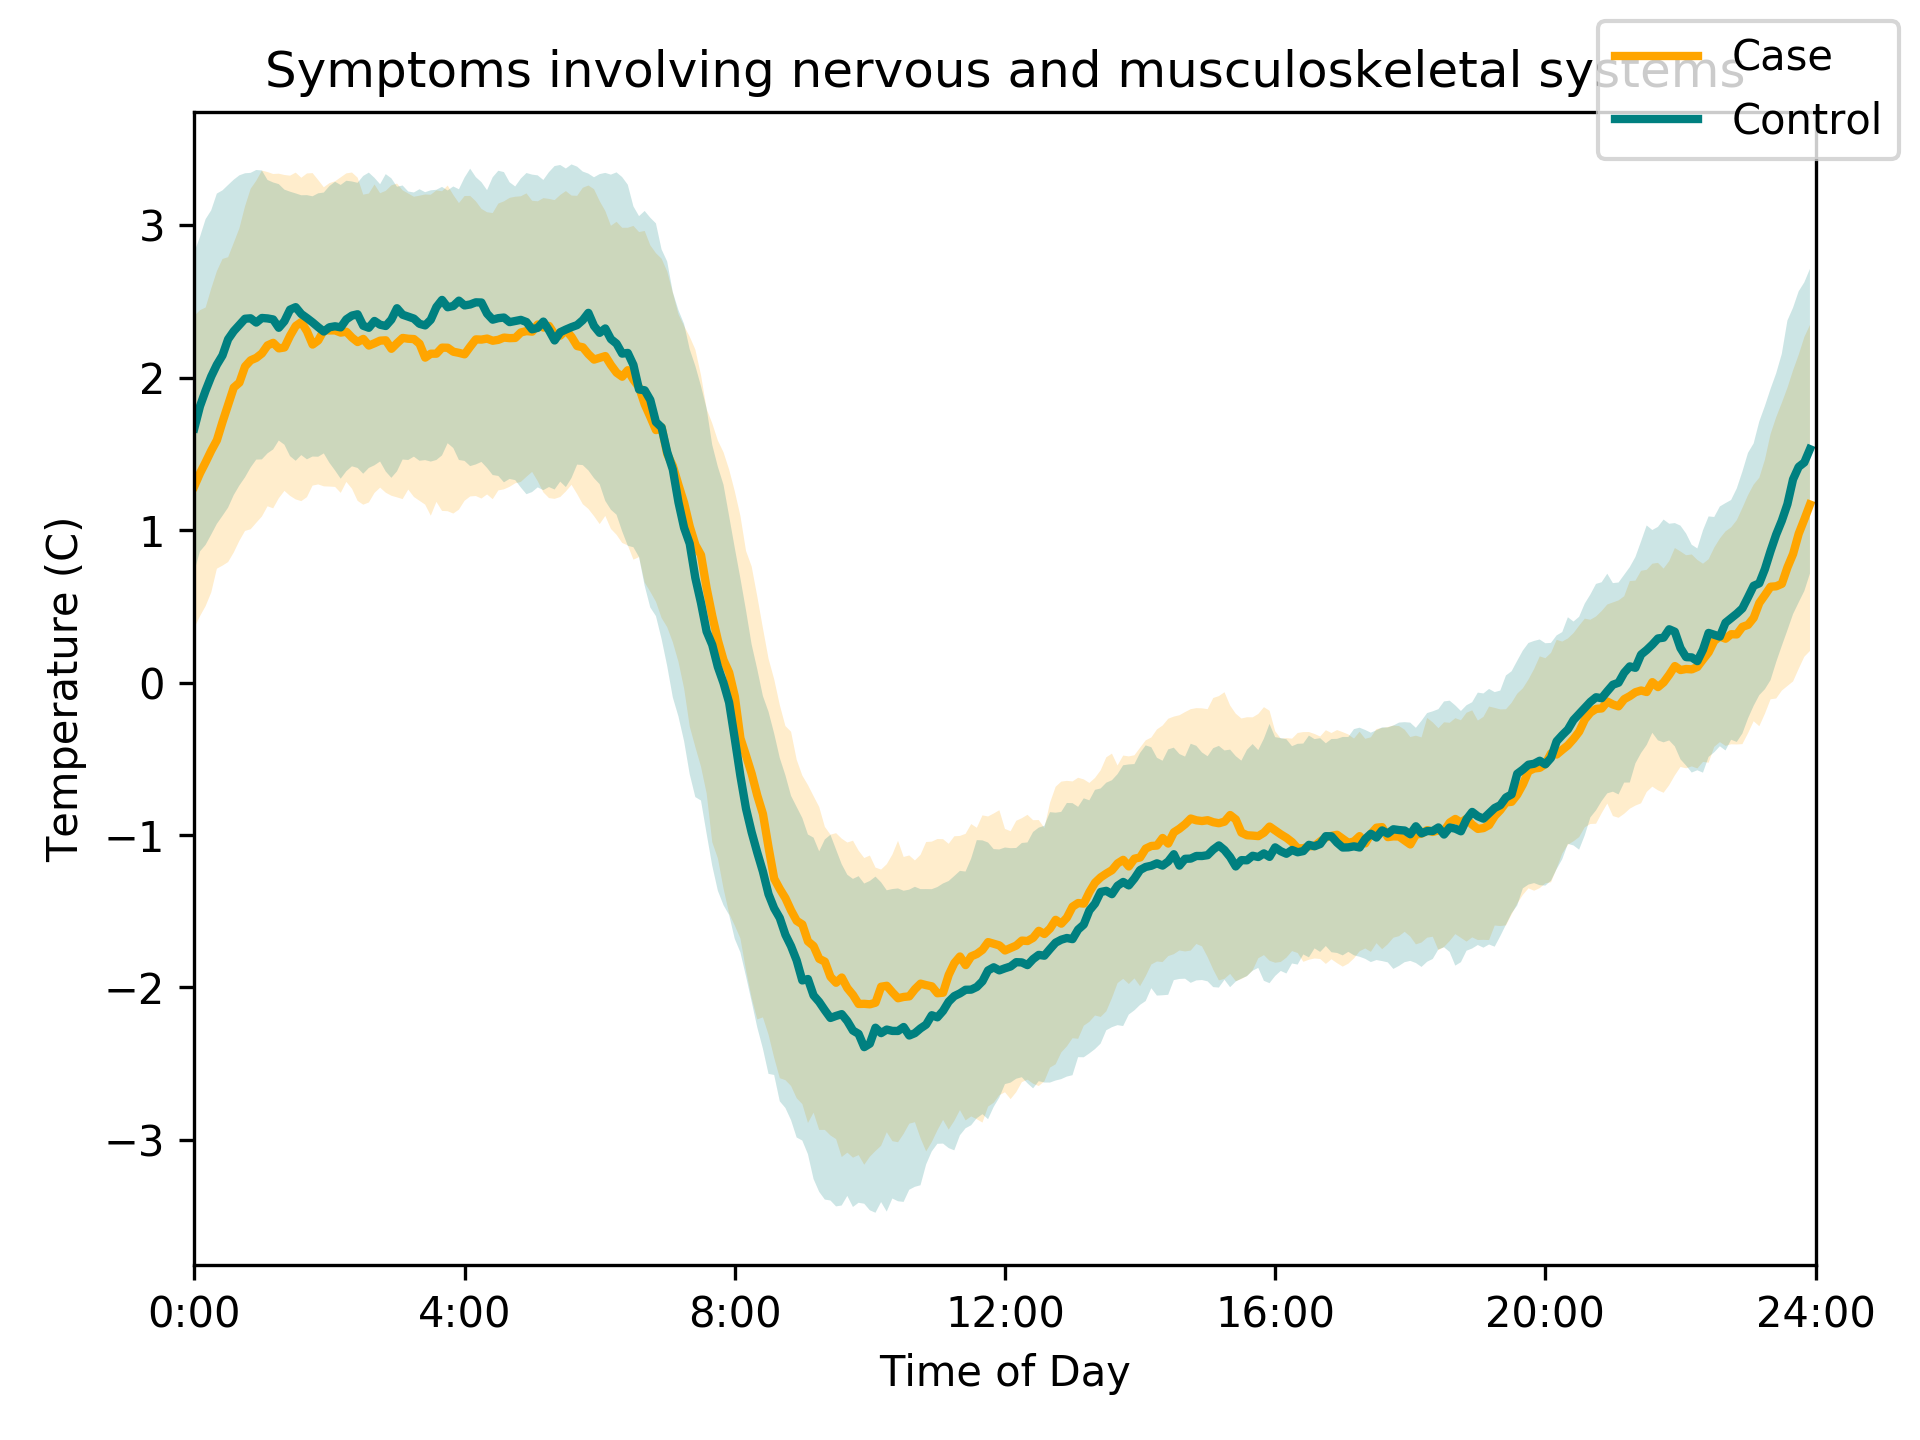 Symptoms involving nervous and musculoskeletal systems
Case
Control
Temperature (C)
3
2
1
0
−1
−2
−3
0:00 4:00 8:00 12:00 16:00 20:00 24:00
Time of Day